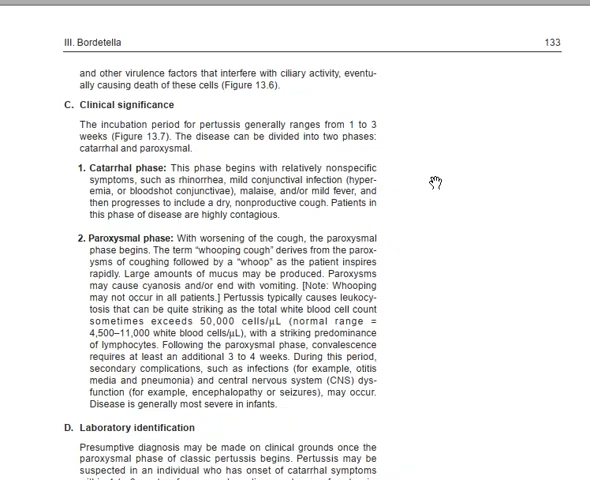 III. Bordetella 133
and other virulence factors that interfere with ciliary activity, eventu-
ally causing death of these cells (Figure 13.6).
C. Clinical significance
The incubation period for pertussis generally ranges from 1 to 3
weeks (Figure 13.7). The disease can be divided into two phases:
catarrhal and paroxysmal.
1. Catarrhal phase: This phase begins with relatively nonspecific
symptoms, such as rhinorrhea, mild conjunctival infection (hyper-
emia, or bloodshot conjunctivae), malaise, and/or mild fever, and
then progresses to include a dry, nonproductive cough. Patients in
this phase of disease are highly contagious.
2. Paroxysmal phase: With worsening of the cough, the paroxysmal
phase begins. The term “whooping cough” derives from the parox-
ysms of coughing followed by a “whoop” as the patient inspires
rapidly. Large amounts of mucus may be produced. Paroxysms
may cause cyanosis and/or end with vomiting. [Note: Whooping
may not occur in all patients.] Pertussis typically causes leukocy-
tosis that can be quite striking as the total white blood cell count
sometimes exceeds 50,000 cells/μL (normal range =
4,500–11,000 white blood cells/μL), with a striking predominance
of lymphocytes. Following the paroxysmal phase, convalescence
requires at least an additional 3 to 4 weeks. During this period,
secondary complications, such as infections (for example, otitis
media and pneumonia) and central nervous system (CNS) dys-
function (for example, encephalopathy or seizures), may occur.
Disease is generally most severe in infants.
D. Laboratory identification
Presumptive diagnosis may be made on clinical grounds once the
paroxysmal phase of classic pertussis begins. Pertussis may be
suspected in an individual who has onset of catarrhal symptoms